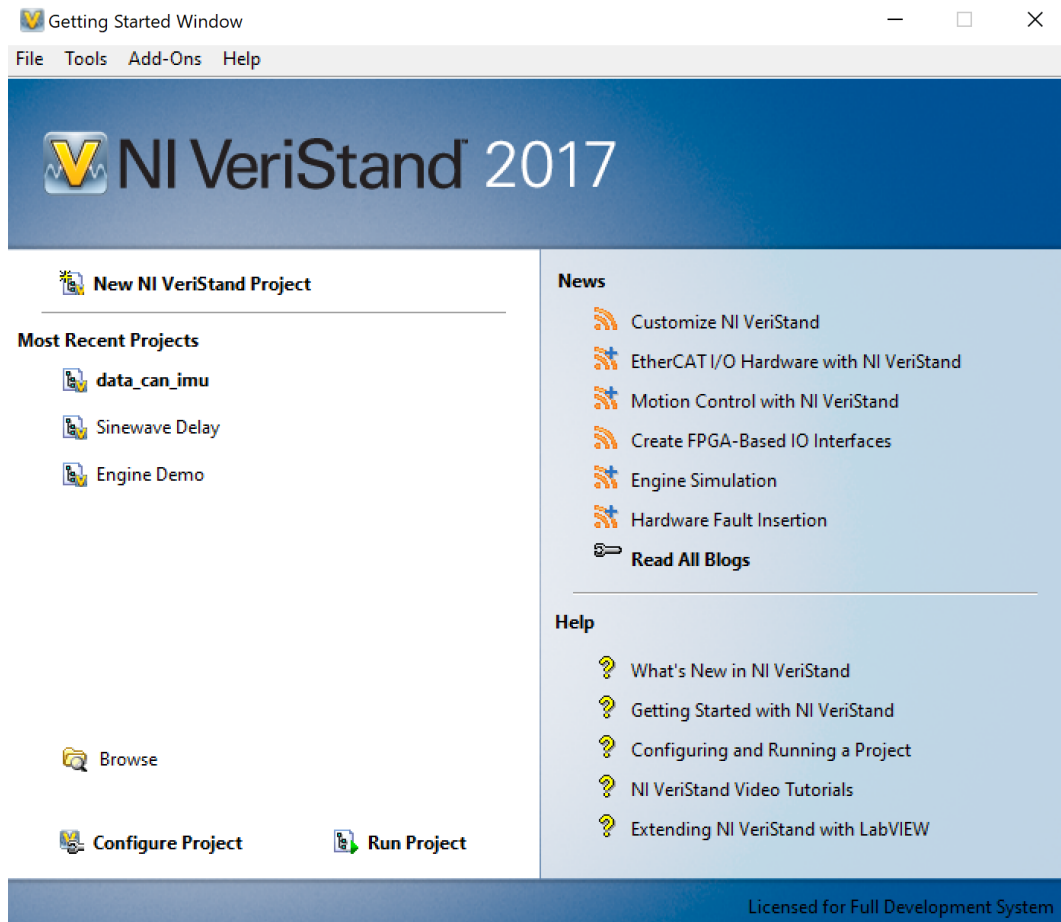 Getting Started Window
File Tools Add-Ons Help
NI VeriStand™ 2017
New NI VeriStand Project
Most Recent Projects
data_can_imu
Sinewave Delay
Engine Demo
Browse
Configure Project
Run Project
News
Customize NI VeriStand
EtherCAT I/O Hardware with NI VeriStand
Motion Control with NI VeriStand
Create FPGA-Based IO Interfaces
Engine Simulation
Hardware Fault Insertion
Read All Blogs
Help
What's New in NI VeriStand
Getting Started with NI VeriStand
Configuring and Running a Project
NI VeriStand Video Tutorials
Extending NI VeriStand with LabVIEW
Licensed for Full Development System